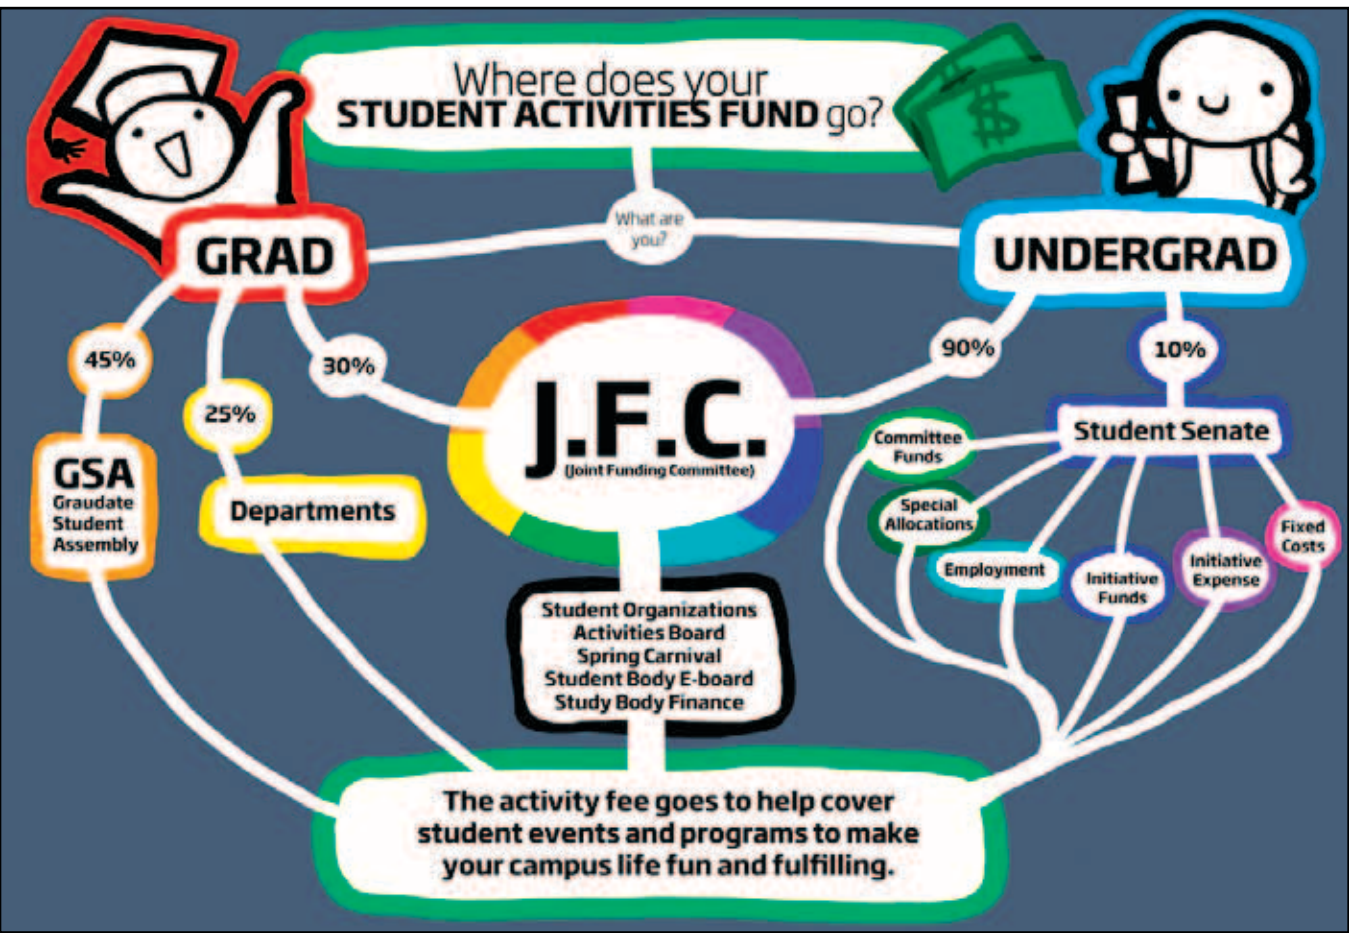 Where does your
STUDENT ACTIVITIES FUND go?
What are
you?
GRAD
UNDERGRAD
45%
25%
30%
90%
10%
GSA
Graudate
Student
Assembly
Departments
J.F.C.
(Joint Funding Committee)
Student Senate
Committee
Funds
Special
Allocations
Employment
Initiative
Funds
Initiative
Expense
Fixed
Costs
Student Organizations
Activities Board
Spring Carnival
Student Body E-board
Study Body Finance
The activity fee goes to help cover
student events and programs to make
your campus life fun and fulfilling.
$